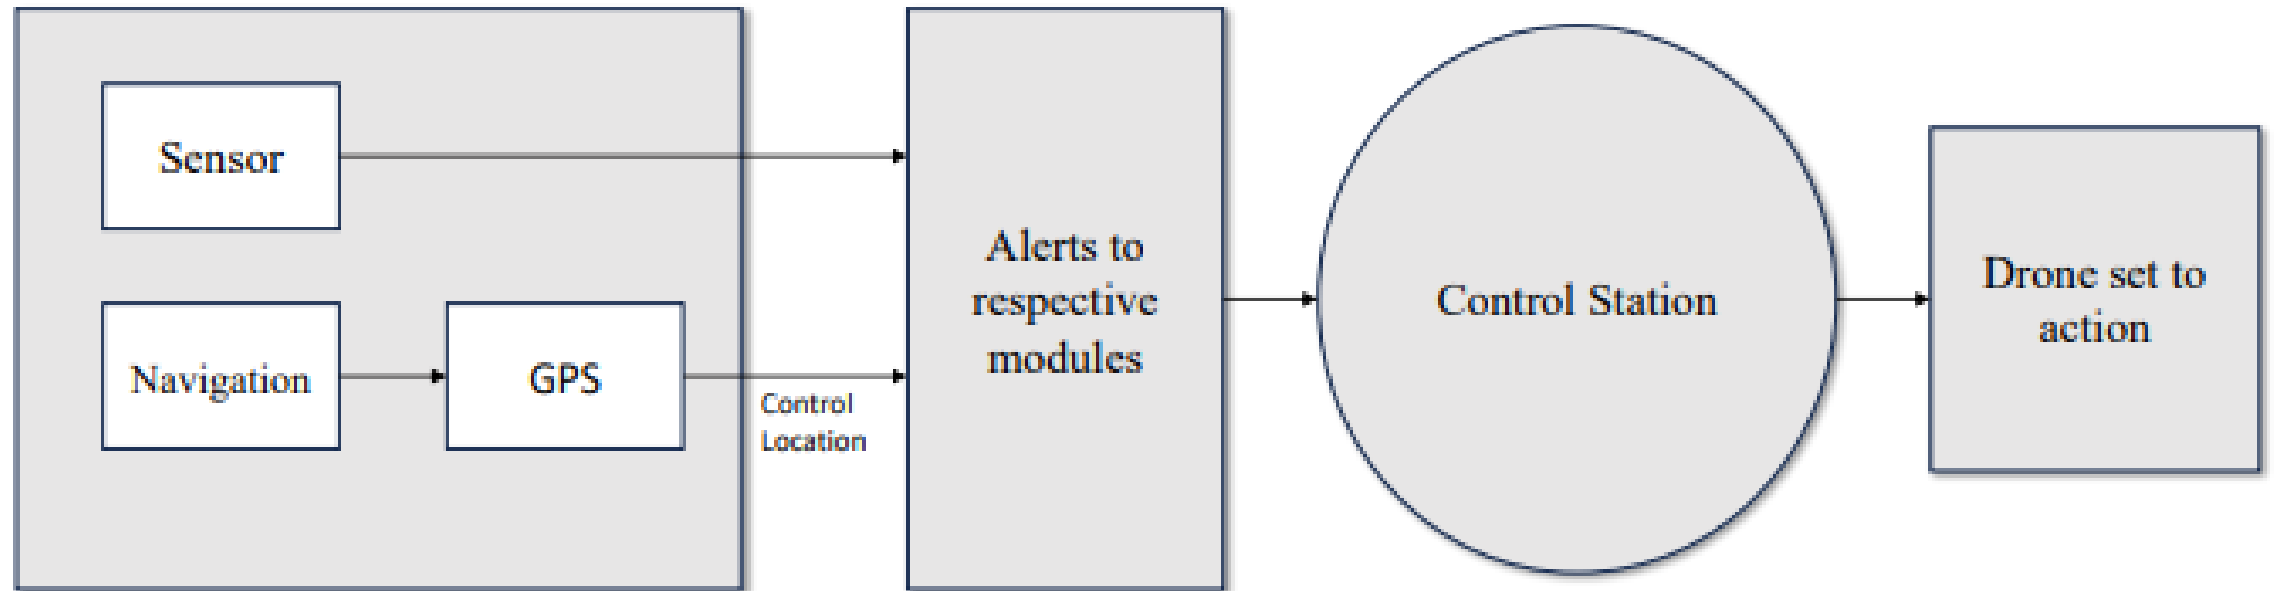 Sensor
Navigation
GPS
Control
Location
Alerts to
respective
modules
Control Station
Drone set to
action